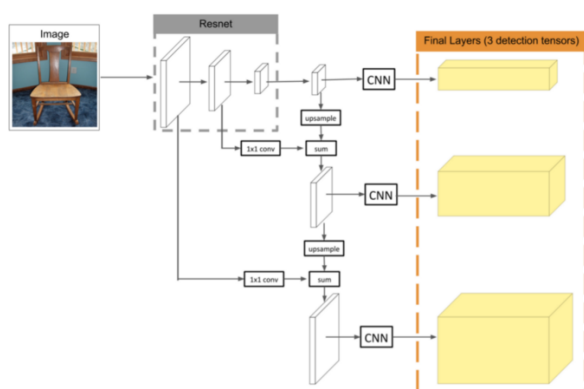 Resnet
Image
Final Layers (3 detection tensors)
CNN
upsample
1x1 conv
sum
CNN
upsample
1x1 conv
sum
CNN